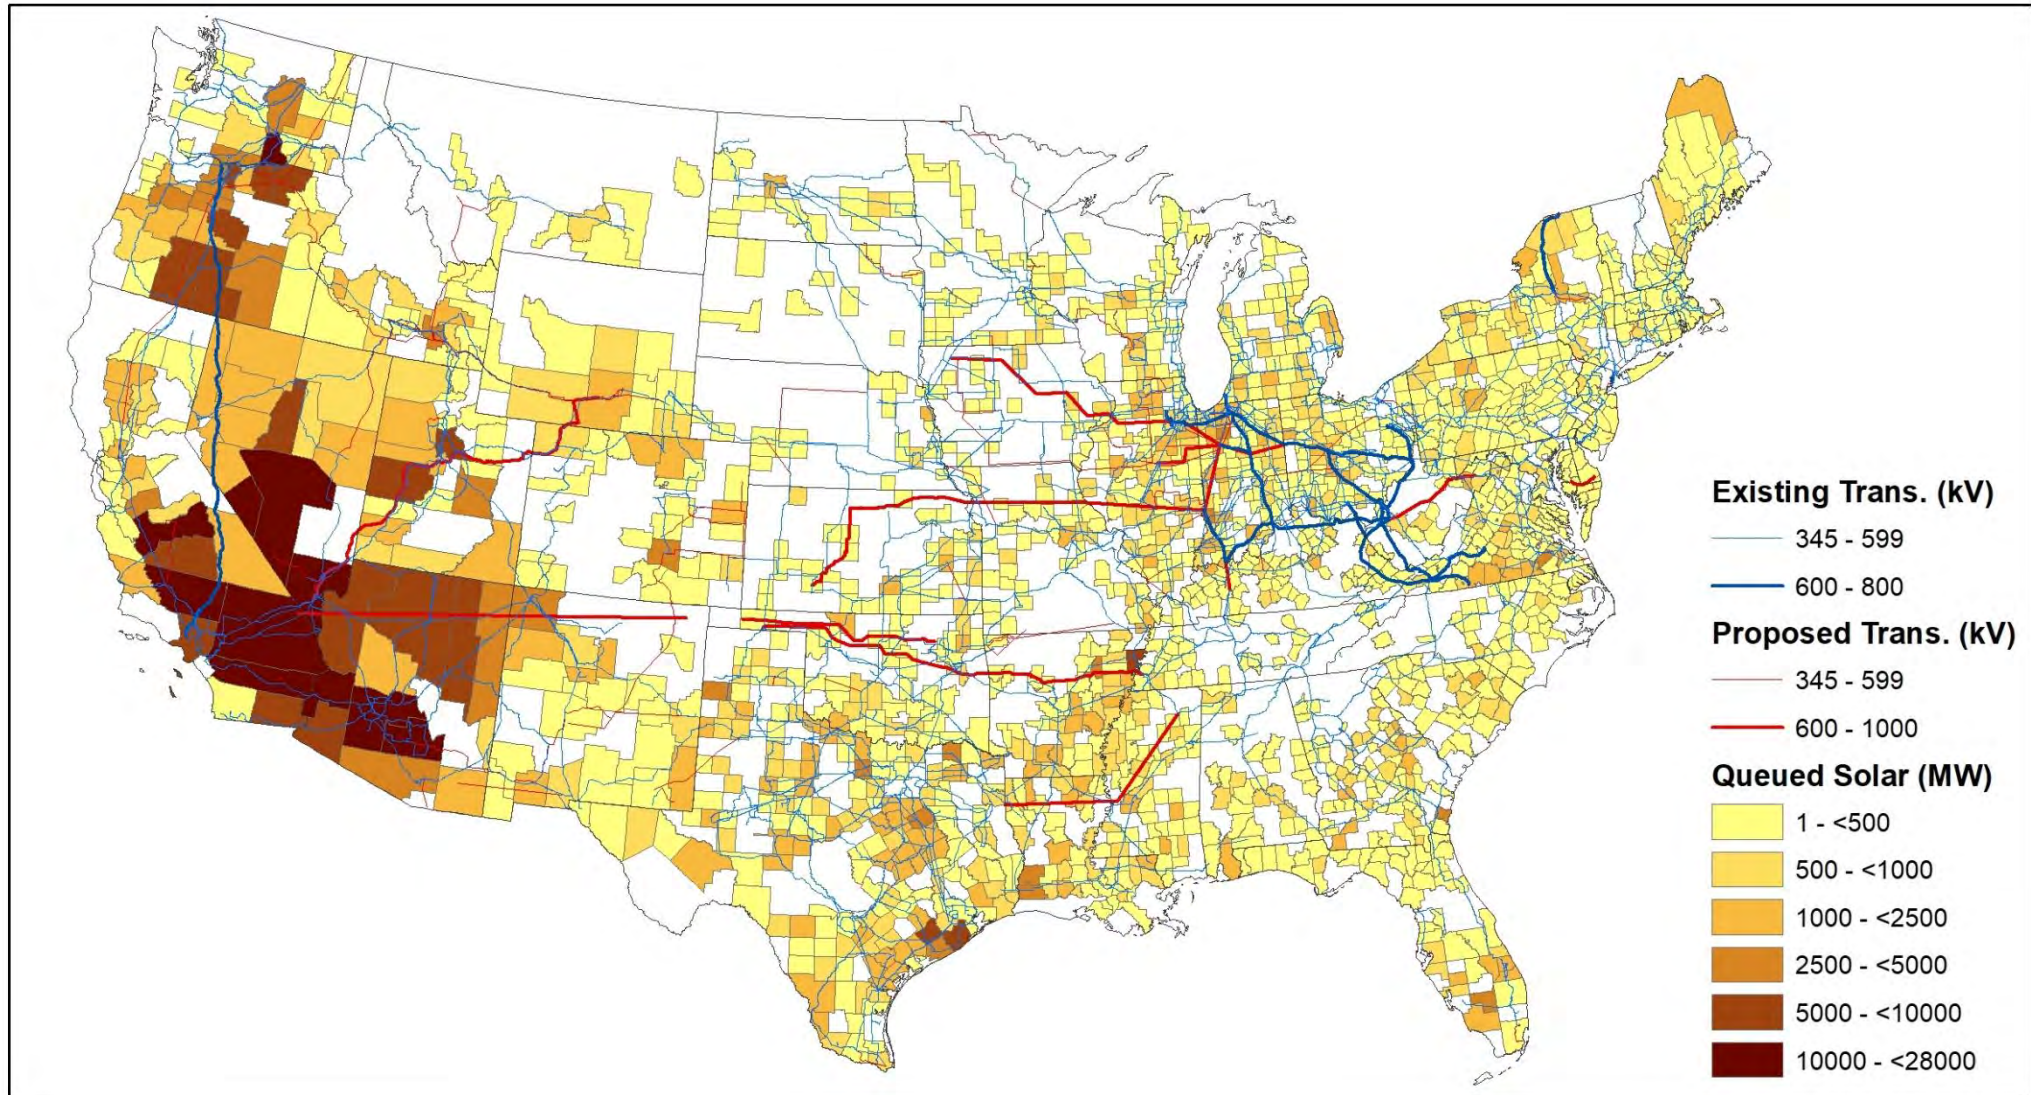 Existing Trans. (kV)
345 - 599
600 - 800
Proposed Trans. (kV)
345 - 599
600 - 1000
Queued Solar (MW)
1 - <500
500 - <1000
1000 - <2500
2500 - <5000
5000 - <10000
10000 - <28000